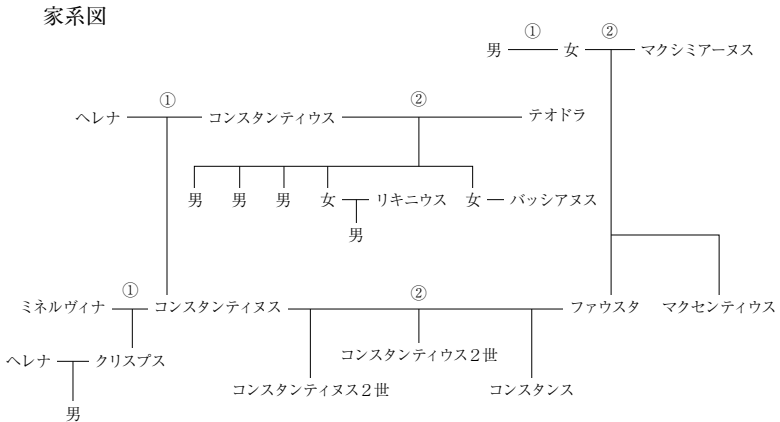 家系図
① ②
男 女 マクシミアーヌス
① ②
ヘレナ コンスタンティウス テオドラ
男 男 男 女 リキニウス 女 バッシアヌス
男
① ②
ミネルヴィナ コンスタンティヌス ファウスタ マクセンティウス
コンスタンティウス2世
ヘレナ クリスプス
コンスタンティヌス2世 コンスタンス
男